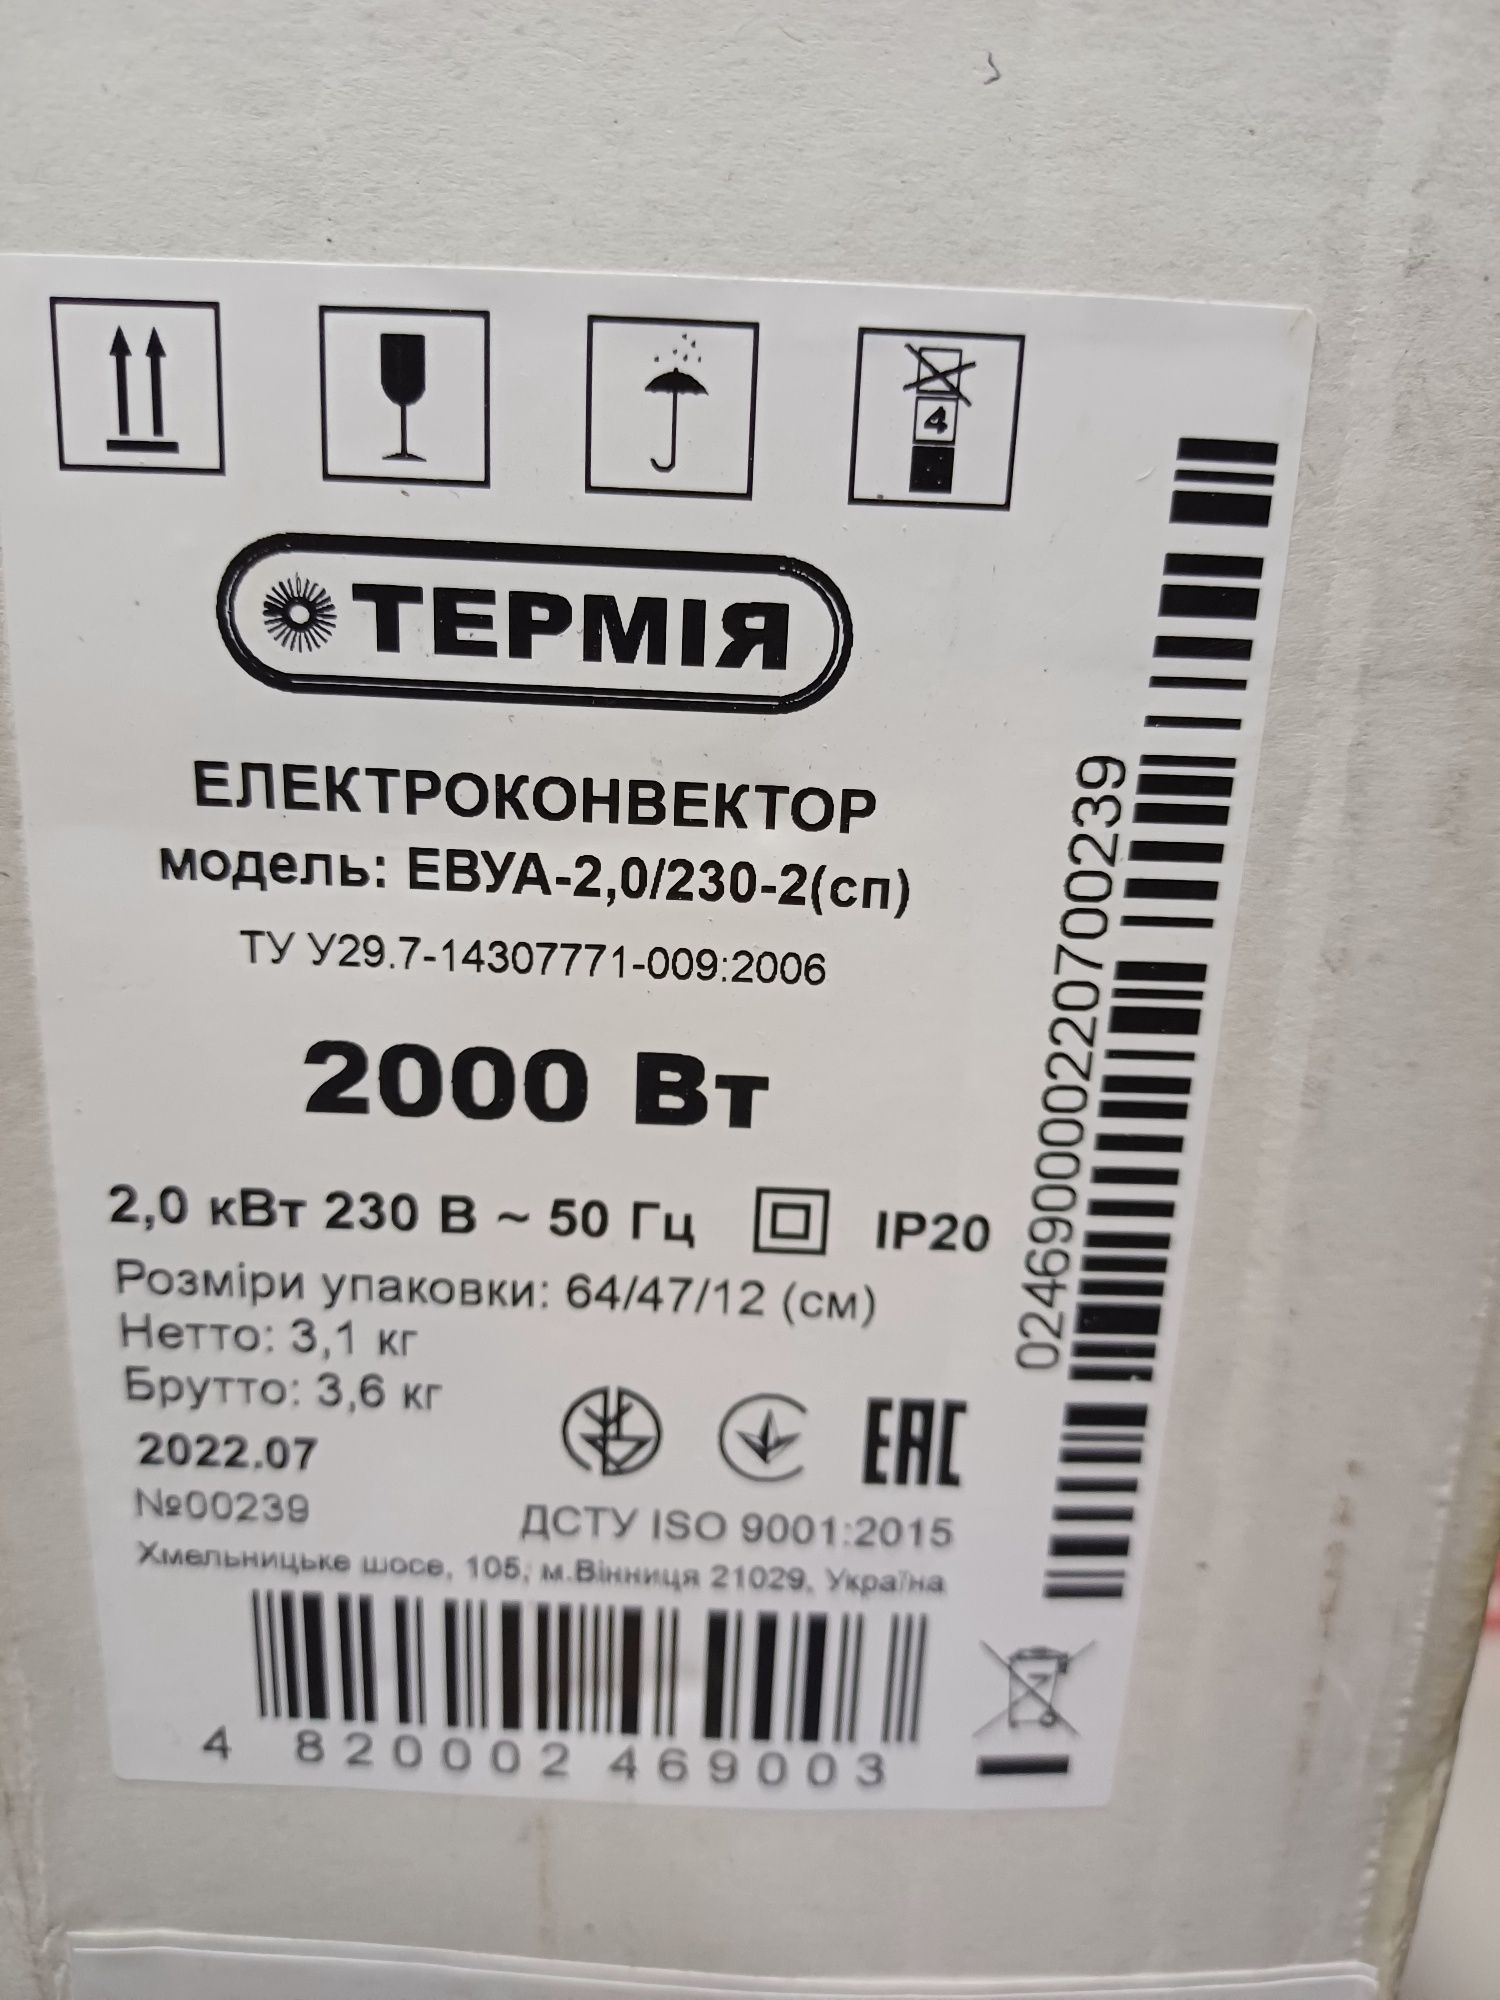 4
ТЕРМІЯ
ЕЛЕКТРОКОНВЕКТОР
модель: ЕВУА-2,0/230-2(сп)
ТУ У29.7-14307771-009:2006
2000 Вт
2,0 кВт 230 В ~ 50 Гц IP20
Розміри упаковки: 64/47/12 (см)
Нетто: 3,1 кг
Брутто: 3,6 кг
2022.07
№00239
EAC
ДСТУ ISO 9001:2015
Хмельницьке шосе, 105, м.Вінниця 21029, Україна
4 820002 469003
02469000220700239